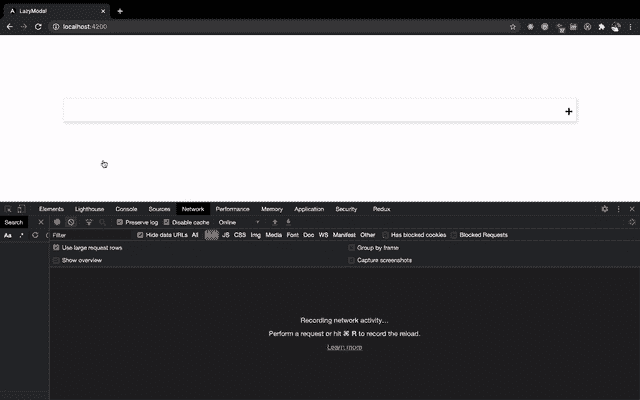 LazyModal
localhost:4200
+
Elements Lighthouse Console Sources Network Performance Memory Application Security Redux
Search Preserve log Disable cache Online
Aa .* Filter Hide data URLs All JS CSS Img Media Font Doc WS Manifest Other Has blocked cookies Blocked Requests
Use large request rows Group by frame
Show overview Capture screenshots
Recording network activity…
Perform a request or hit ⌘ R to record the reload.
Learn more